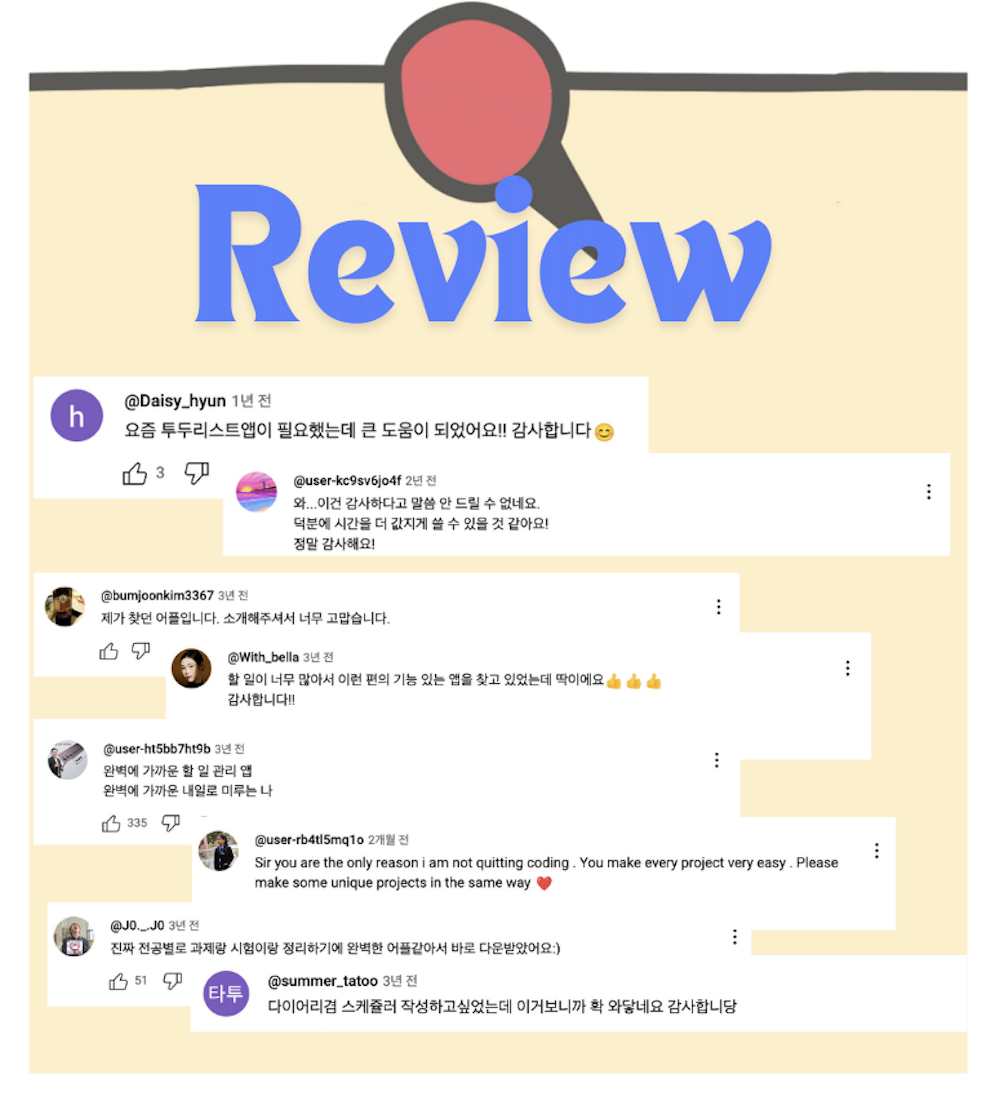 Review
h
@Daisy_hyun 1년 전
요즘 투두리스트앱이 필요했는데 큰 도움이 되었어요!! 감사합니다😊
3
@user-kc9sv6jo4f 2년 전
와...이건 감사하다고 말씀 안 드릴 수 없네요.
덕분에 시간을 더 값지게 쓸 수 있을 것 같아요!
정말 감사해요!
@bumjoonkim3367 3년 전
제가 찾던 어플입니다. 소개해주셔서 너무 고맙습니다.
@With_bella 3년 전
할 일이 너무 많아서 이런 편의 기능 있는 앱을 찾고 있었는데 딱이에요👍👍👍
감사합니다!!
@user-ht5bb7ht9b 3년 전
완벽에 가까운 할 일 관리 앱
완벽에 가까운 내일로 미루는 나
335
@user-rb4tl5mq1o 2개월 전
Sir you are the only reason i am not quitting coding . You make every project very easy . Please
make some unique projects in the same way ❤️
@J0._.J0 3년 전
진짜 전공별로 과제랑 시험이랑 정리하기에 완벽한 어플같아서 바로 다운받았어요:)
51
타투
@summer_tatoo 3년 전
다이어리겸 스케쥴러 작성하고싶었는데 이거보니까 확 와닿네요 감사합니당